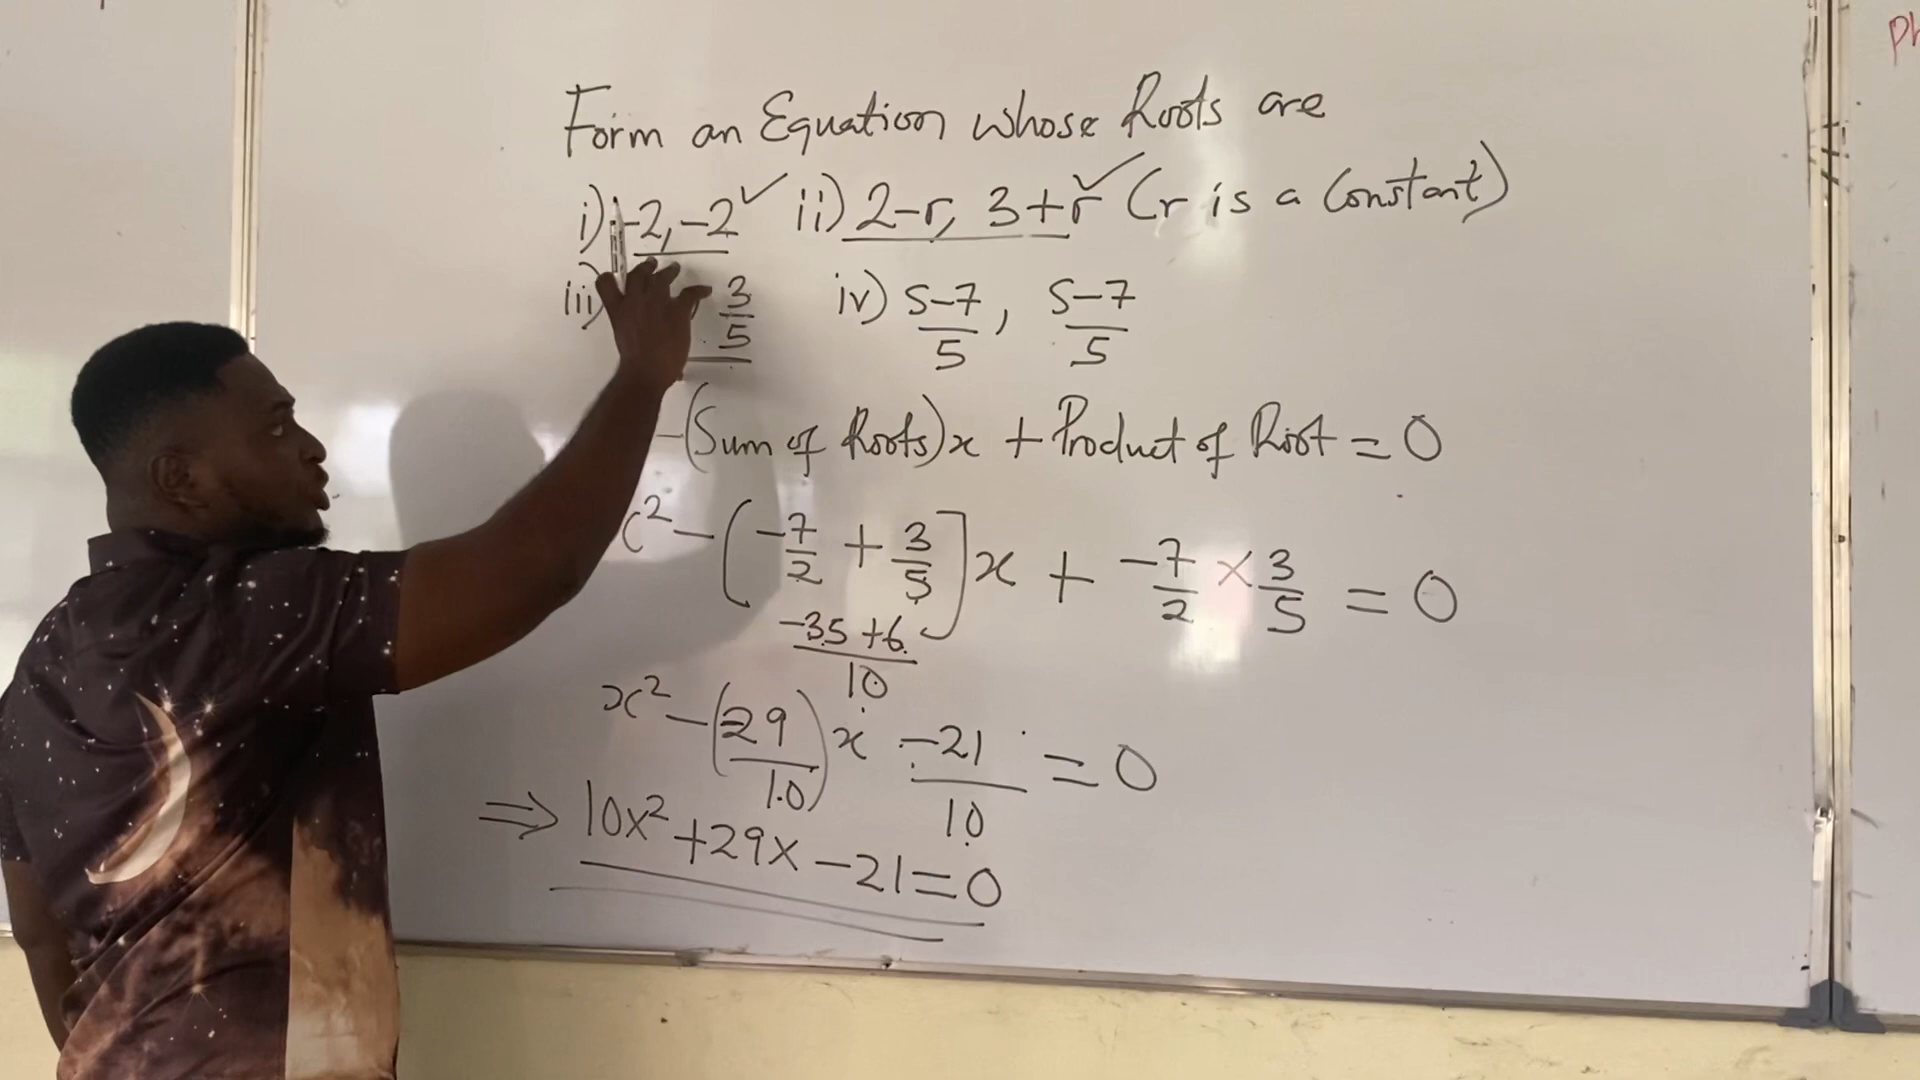 Form an Equation whose Roots are
i) -2, -2 ✓ ii) 2-r, 3+r ✓ (r is a constant)
iii) 3/5 iv) s-7/5, s-7/5
-(Sum of Roots)x + Product of Root = 0
x² - (-7/2 + 3/5]x + -7/2 × 3/5 = 0
-35+6/10
x² - (-29/10)x -21/10 = 0
⇒ 10x² + 29x - 21 = 0